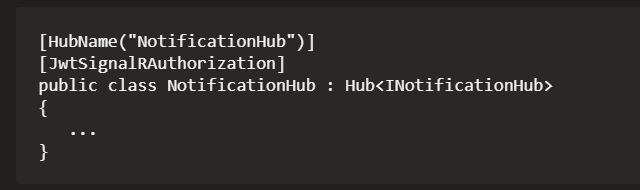 [HubName("NotificationHub")]
[JwtSignalRAuthorization]
public class NotificationHub : Hub<INotificationHub>
{
   ...
}